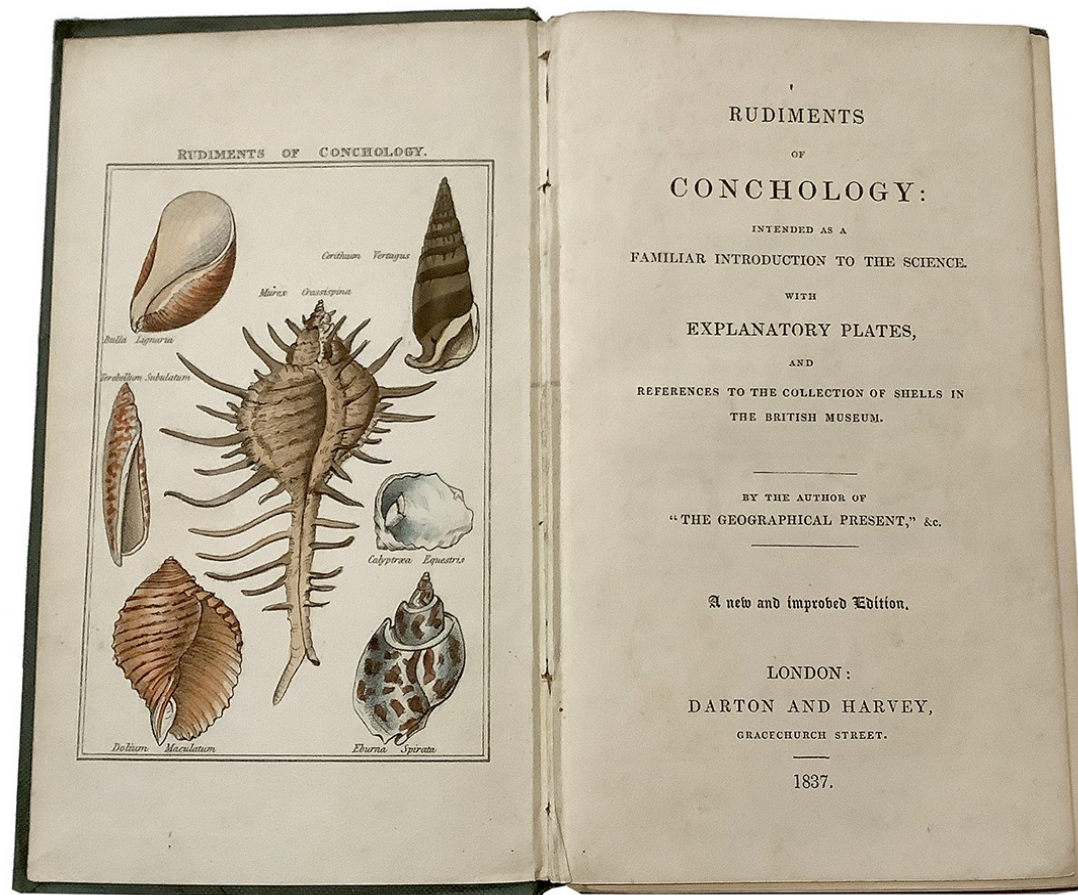 RUDIMENTS OF CONCHOLOGY.
Bulla Lignaria
Cerithium Vertagus
Murex Crassispina
Terebellum Subulatum
Calyptræa Equestris
Dolium Maculatum
Eburna Spirata
RUDIMENTS
OF
CONCHOLOGY:
INTENDED AS A
FAMILIAR INTRODUCTION TO THE SCIENCE.
WITH
EXPLANATORY PLATES,
AND
REFERENCES TO THE COLLECTION OF SHELLS IN
THE BRITISH MUSEUM.
BY THE AUTHOR OF
“THE GEOGRAPHICAL PRESENT,” &c.
A new and improved Edition.
LONDON:
DARTON AND HARVEY,
GRACECHURCH STREET.
1837.